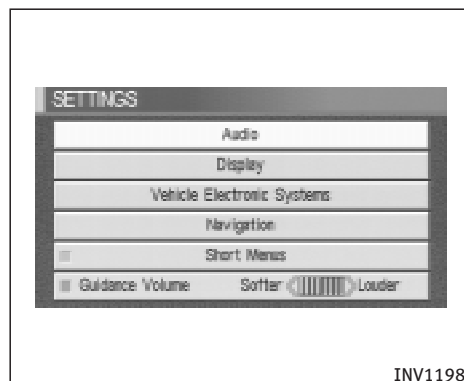 SETTINGS
Audio
Display
Vehicle Electronic Systems
Navigation
Short Menus
Guidance Volume Softer Louder
INV1198